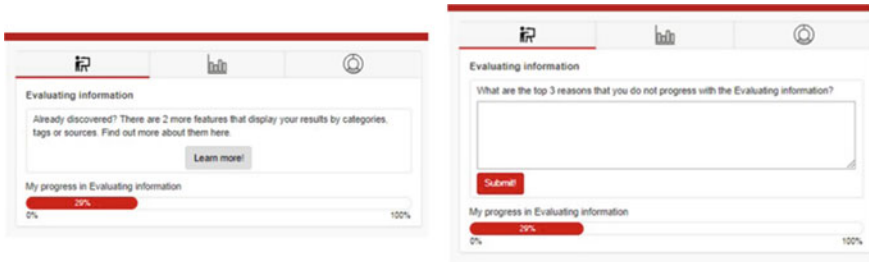 Evaluating information
Already discovered? There are 2 more features that display your results by categories,
tags or sources. Find out more about them here.
Learn more!
My progress in Evaluating information
29%
0%
100%
Evaluating information
What are the top 3 reasons that you do not progress with the Evaluating information?
Submit!
My progress in Evaluating information
29%
0%
100%